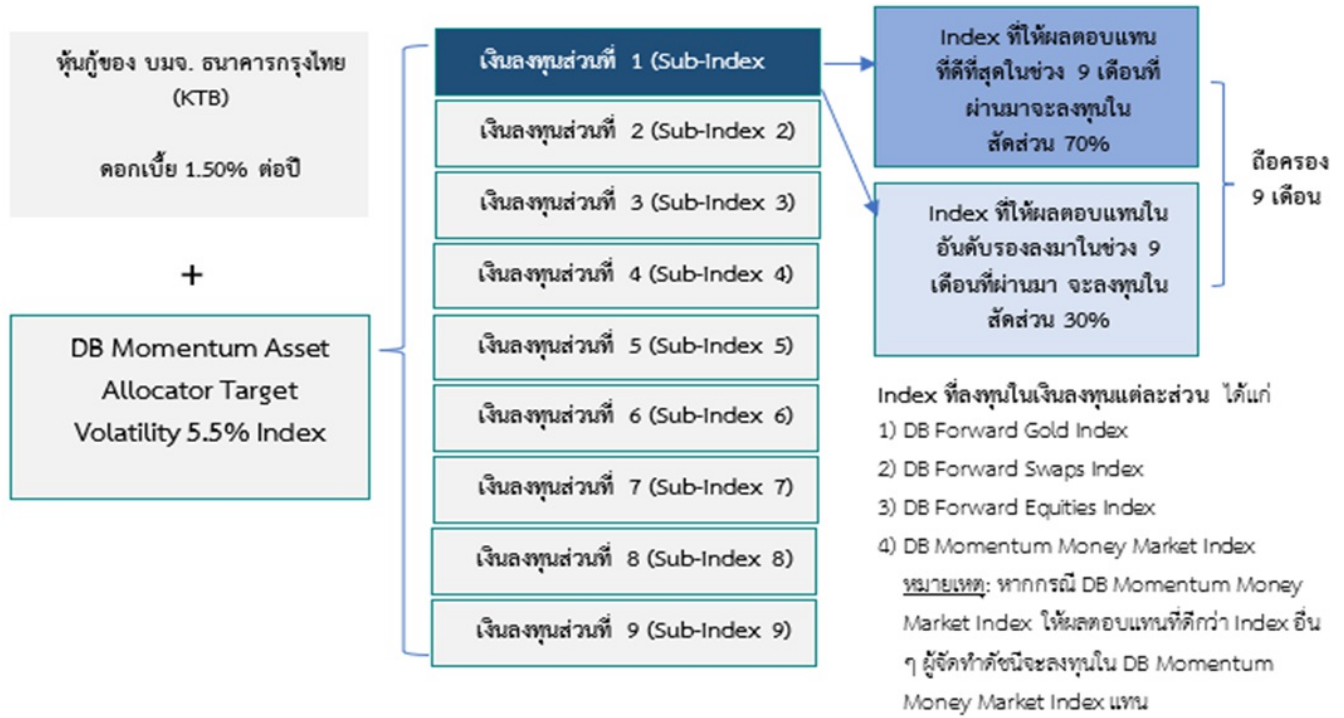 หุ้นกู้ของ บมจ. ธนาคารกรุงไทย
(KTB)
ดอกเบี้ย 1.50% ต่อปี
+
DB Momentum Asset
Allocator Target
Volatility 5.5% Index
เงินลงทุนส่วนที่ 1 (Sub-Index
เงินลงทุนส่วนที่ 2 (Sub-Index 2)
เงินลงทุนส่วนที่ 3 (Sub-Index 3)
เงินลงทุนส่วนที่ 4 (Sub-Index 4)
เงินลงทุนส่วนที่ 5 (Sub-Index 5)
เงินลงทุนส่วนที่ 6 (Sub-Index 6)
เงินลงทุนส่วนที่ 7 (Sub-Index 7)
เงินลงทุนส่วนที่ 8 (Sub-Index 8)
เงินลงทุนส่วนที่ 9 (Sub-Index 9)
Index ที่ให้ผลตอบแทน
ที่ดีที่สุดในช่วง 9 เดือนที่
ผ่านมาจะลงทุนใน
สัดส่วน 70%
Index ที่ให้ผลตอบแทนใน
อันดับรองลงมาในช่วง 9
เดือนที่ผ่านมา จะลงทุนใน
สัดส่วน 30%
ถือครอง
9 เดือน
Index ที่ลงทุนในเงินลงทุนแต่ละส่วน ได้แก่
1) DB Forward Gold Index
2) DB Forward Swaps Index
3) DB Forward Equities Index
4) DB Momentum Money Market Index
หมายเหตุ: หากกรณี DB Momentum Money
Market Index ให้ผลตอบแทนที่ดีกว่า Index อื่น
ๆ ผู้จัดทำดัชนีจะลงทุนใน DB Momentum
Money Market Index แทน